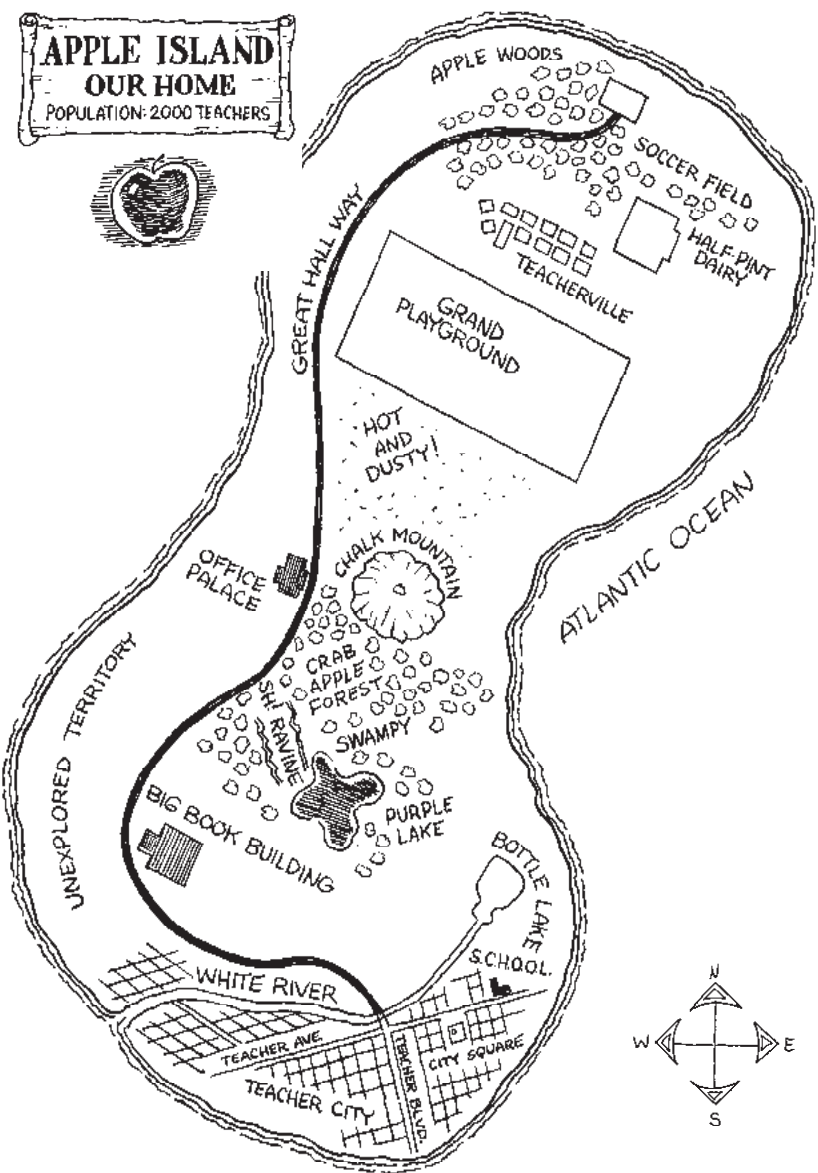 APPLE ISLAND
OUR HOME
POPULATION: 2000 TEACHERS
APPLE WOODS
SOCCER FIELD
HALF-PINT
DAIRY
TEACHERVILLE
GREAT HALL WAY
GRAND
PLAYGROUND
HOT
AND
DUSTY!
ATLANTIC OCEAN
CHALK MOUNTAIN
OFFICE
PALACE
CRAB
APPLE
FOREST
SH! RAVINE
SWAMPY
UNEXPLORED TERRITORY
PURPLE
LAKE
BIG BOOK BUILDING
BOTTLE LAKE
S.C.H.O.O.L.
WHITE RIVER
TEACHER AVE.
CITY SQUARE
TEACHER BLVD.
TEACHER CITY
N
W
E
S